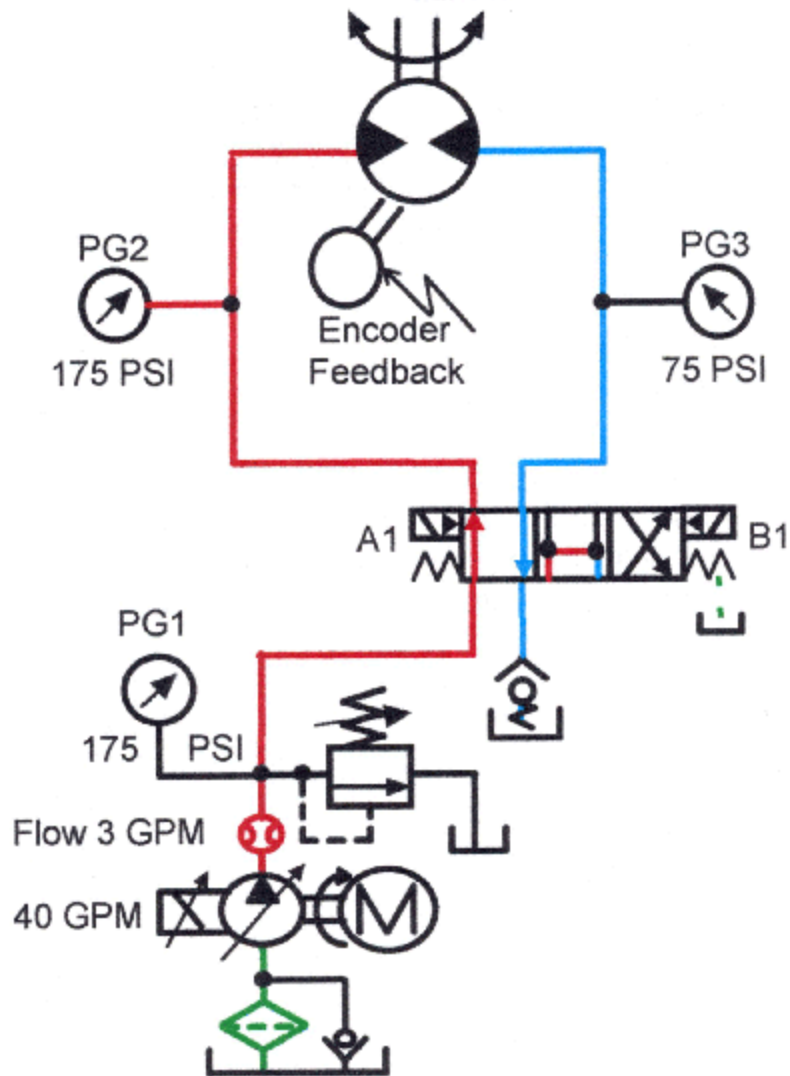 PG2
PG3
Encoder
Feedback
175 PSI
75 PSI
A1
B1
PG1
175 PSI
Flow 3 GPM
40 GPM
M